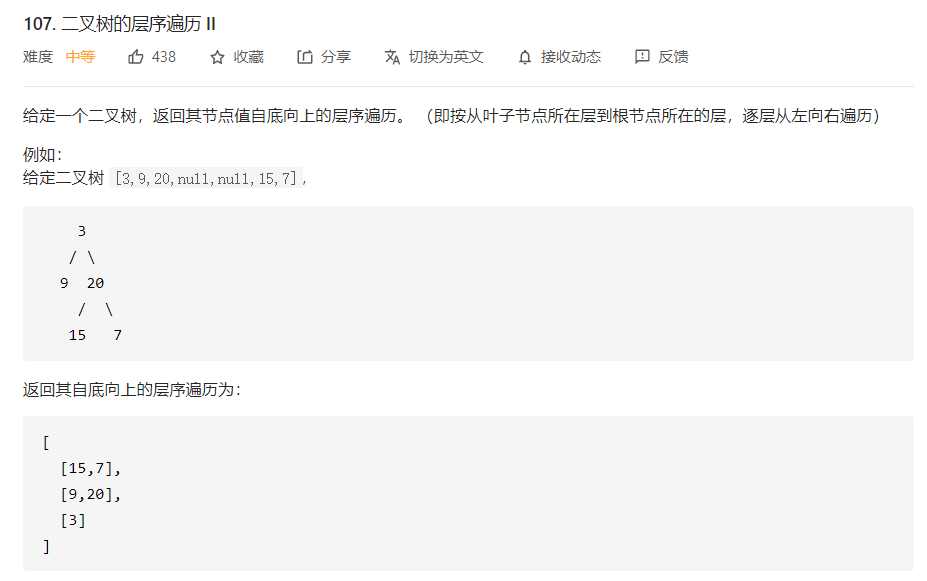 107. 二叉树的层序遍历 II
难度 中等 438 收藏 分享 切换为英文 接收动态 反馈
给定一个二叉树，返回其节点值自底向上的层序遍历。 （即按从叶子节点所在层到根节点所在的层，逐层从左向右遍历）
例如：
给定二叉树 [3,9,20,null,null,15,7],
3
/ \
9 20
/ \
15 7
返回其自底向上的层序遍历为：
[
[15,7],
[9,20],
[3]
]